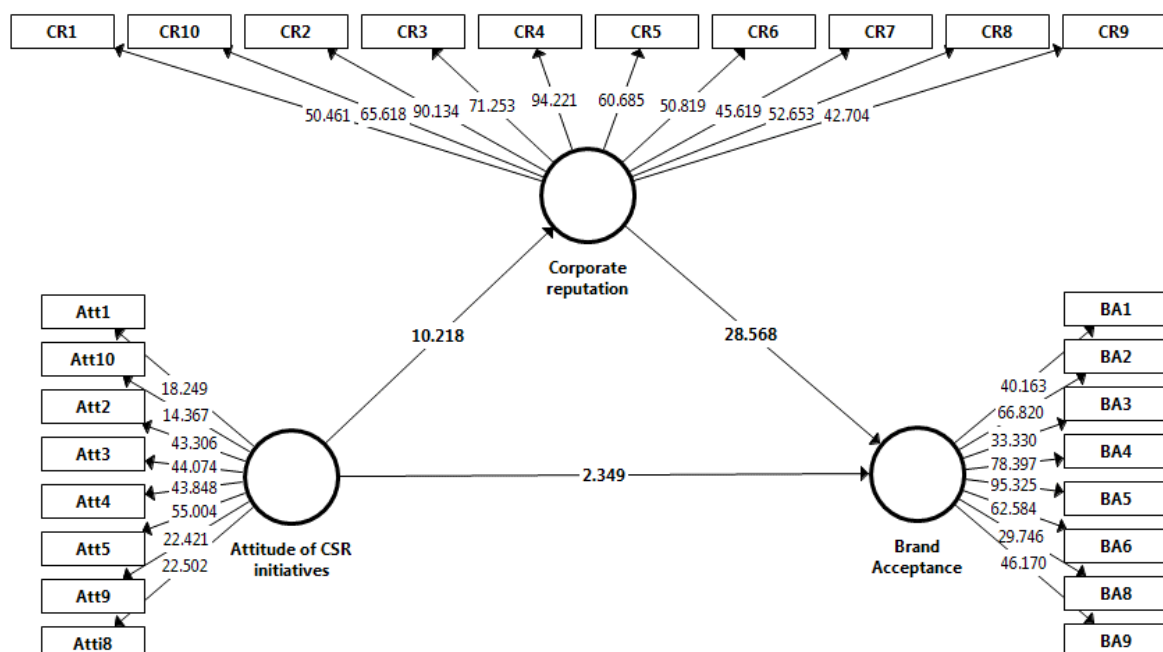 CR1 CR10 CR2 CR3 CR4 CR5 CR6 CR7 CR8 CR9
50.461 65.618 90.134 71.253 94.221 60.685 50.819 45.619 52.653 42.704
Corporate
reputation
10.218
28.568
2.349
Att1
Att10
Att2
Att3
Att4
Att5
Att9
Atti8
18.249
14.367
43.306
44.074
43.848
55.004
22.421
22.502
Attitude of CSR
initiatives
Brand
Acceptance
40.163
66.820
33.330
78.397
95.325
62.584
29.746
46.170
BA1
BA2
BA3
BA4
BA5
BA6
BA8
BA9